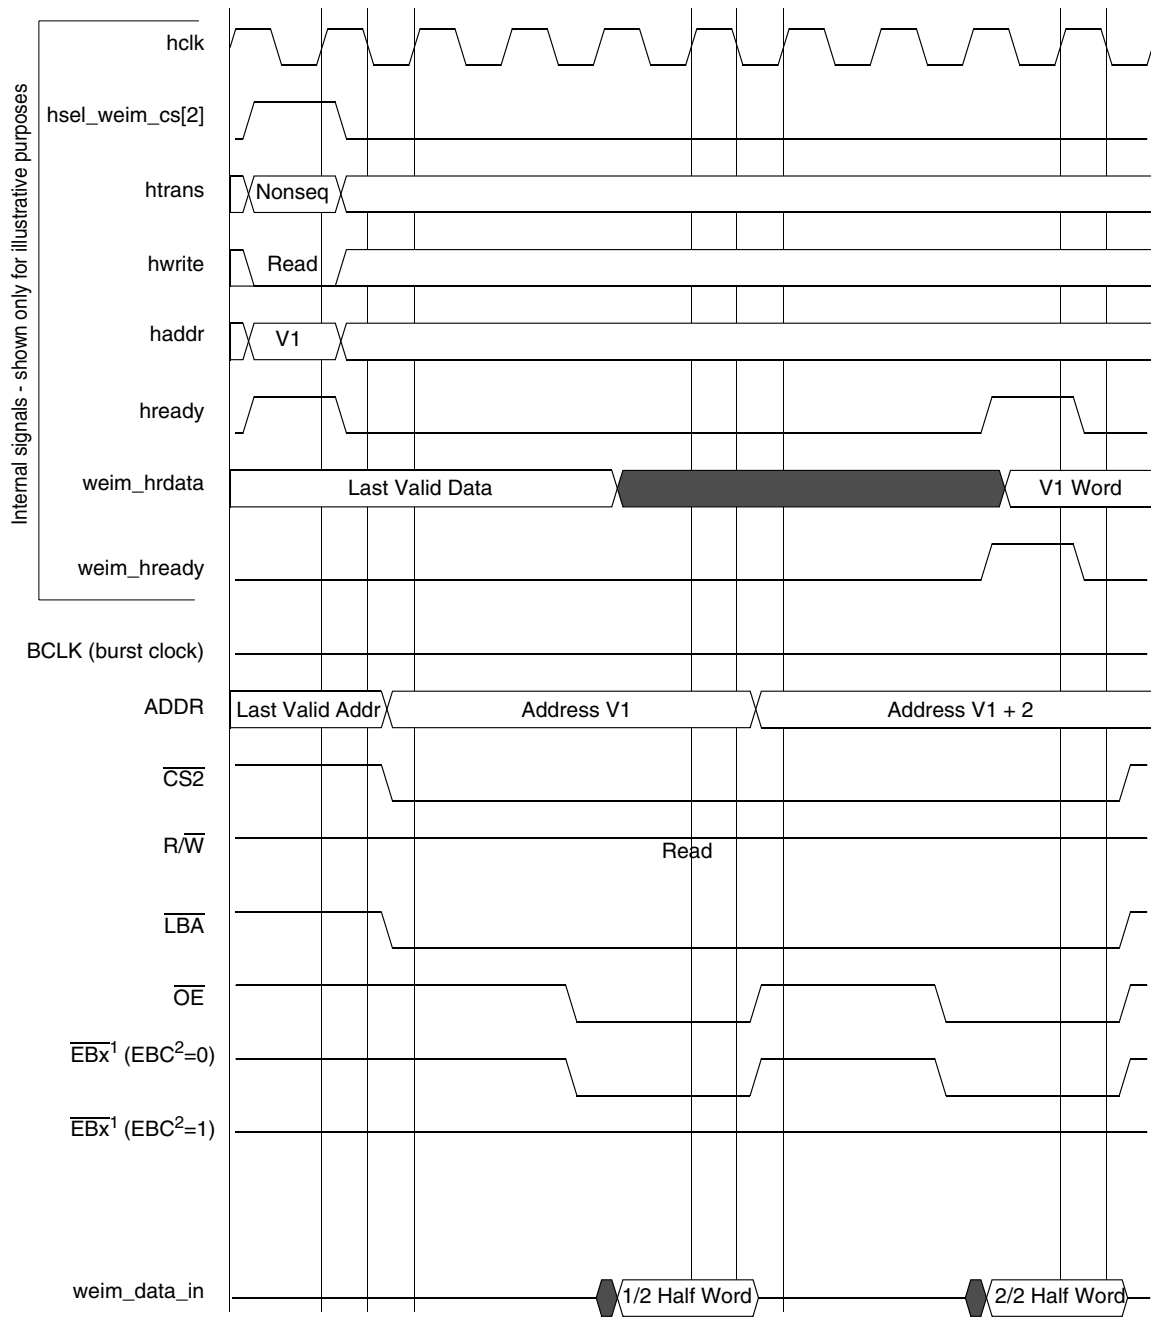 Internal signals - shown only for illustrative purposes
hclk
hsel_weim_cs[2]
htrans Nonseq
hwrite Read
haddr V1
hready
weim_hrdata Last Valid Data V1 Word
weim_hready
BCLK (burst clock)
ADDR Last Valid Addr Address V1 Address V1 + 2
CS2
R/W Read
LBA
OE
EBx1 (EBC2=0)
EBx1 (EBC2=1)
weim_data_in 1/2 Half Word 2/2 Half Word